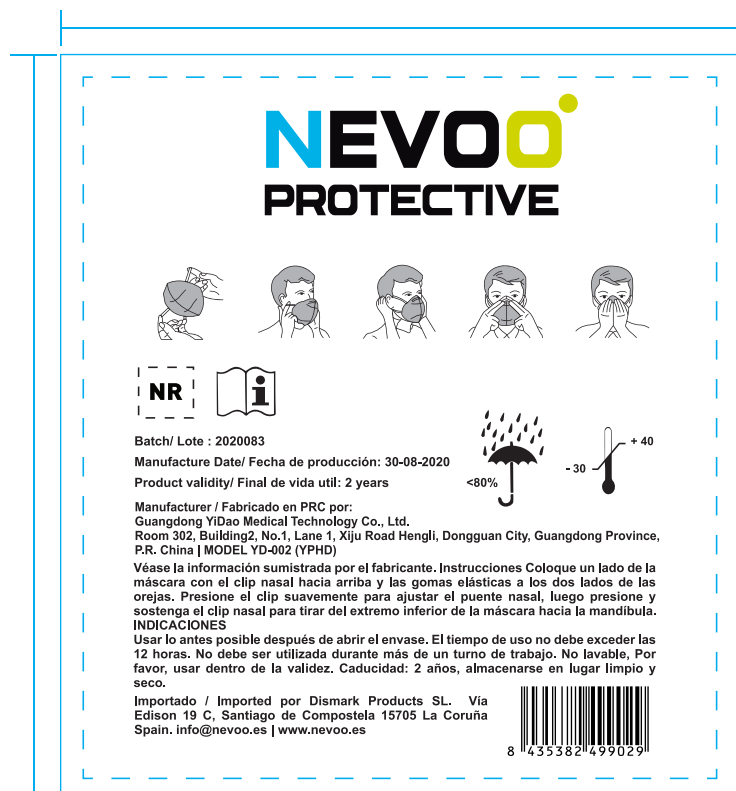 NEVOO
PROTECTIVE
NR
i
Batch/ Lote : 2020083
Manufacture Date/ Fecha de producción: 30-08-2020
Product validity/ Final de vida util: 2 years
<80%
- 30
+ 40
Manufacturer / Fabricado en PRC por:
Guangdong YiDao Medical Technology Co., Ltd.
Room 302, Building2, No.1, Lane 1, Xiju Road Hengli, Dongguan City, Guangdong Province,
P.R. China | MODEL YD-002 (YPHD)
Véase la información sumistrada por el fabricante. Instrucciones Coloque un lado de la
máscara con el clip nasal hacia arriba y las gomas elásticas a los dos lados de las
orejas. Presione el clip suavemente para ajustar el puente nasal, luego presione y
sostenga el clip nasal para tirar del extremo inferior de la máscara hacia la mandíbula.
INDICACIONES
Usar lo antes posible después de abrir el envase. El tiempo de uso no debe exceder las
12 horas. No debe ser utilizada durante más de un turno de trabajo. No lavable, Por
favor, usar dentro de la validez. Caducidad: 2 años, almacenarse en lugar limpio y
seco.
Importado / Imported por Dismark Products SL. Vía
Edison 19 C, Santiago de Compostela 15705 La Coruña
Spain. info@nevoo.es | www.nevoo.es
8 435382 499029